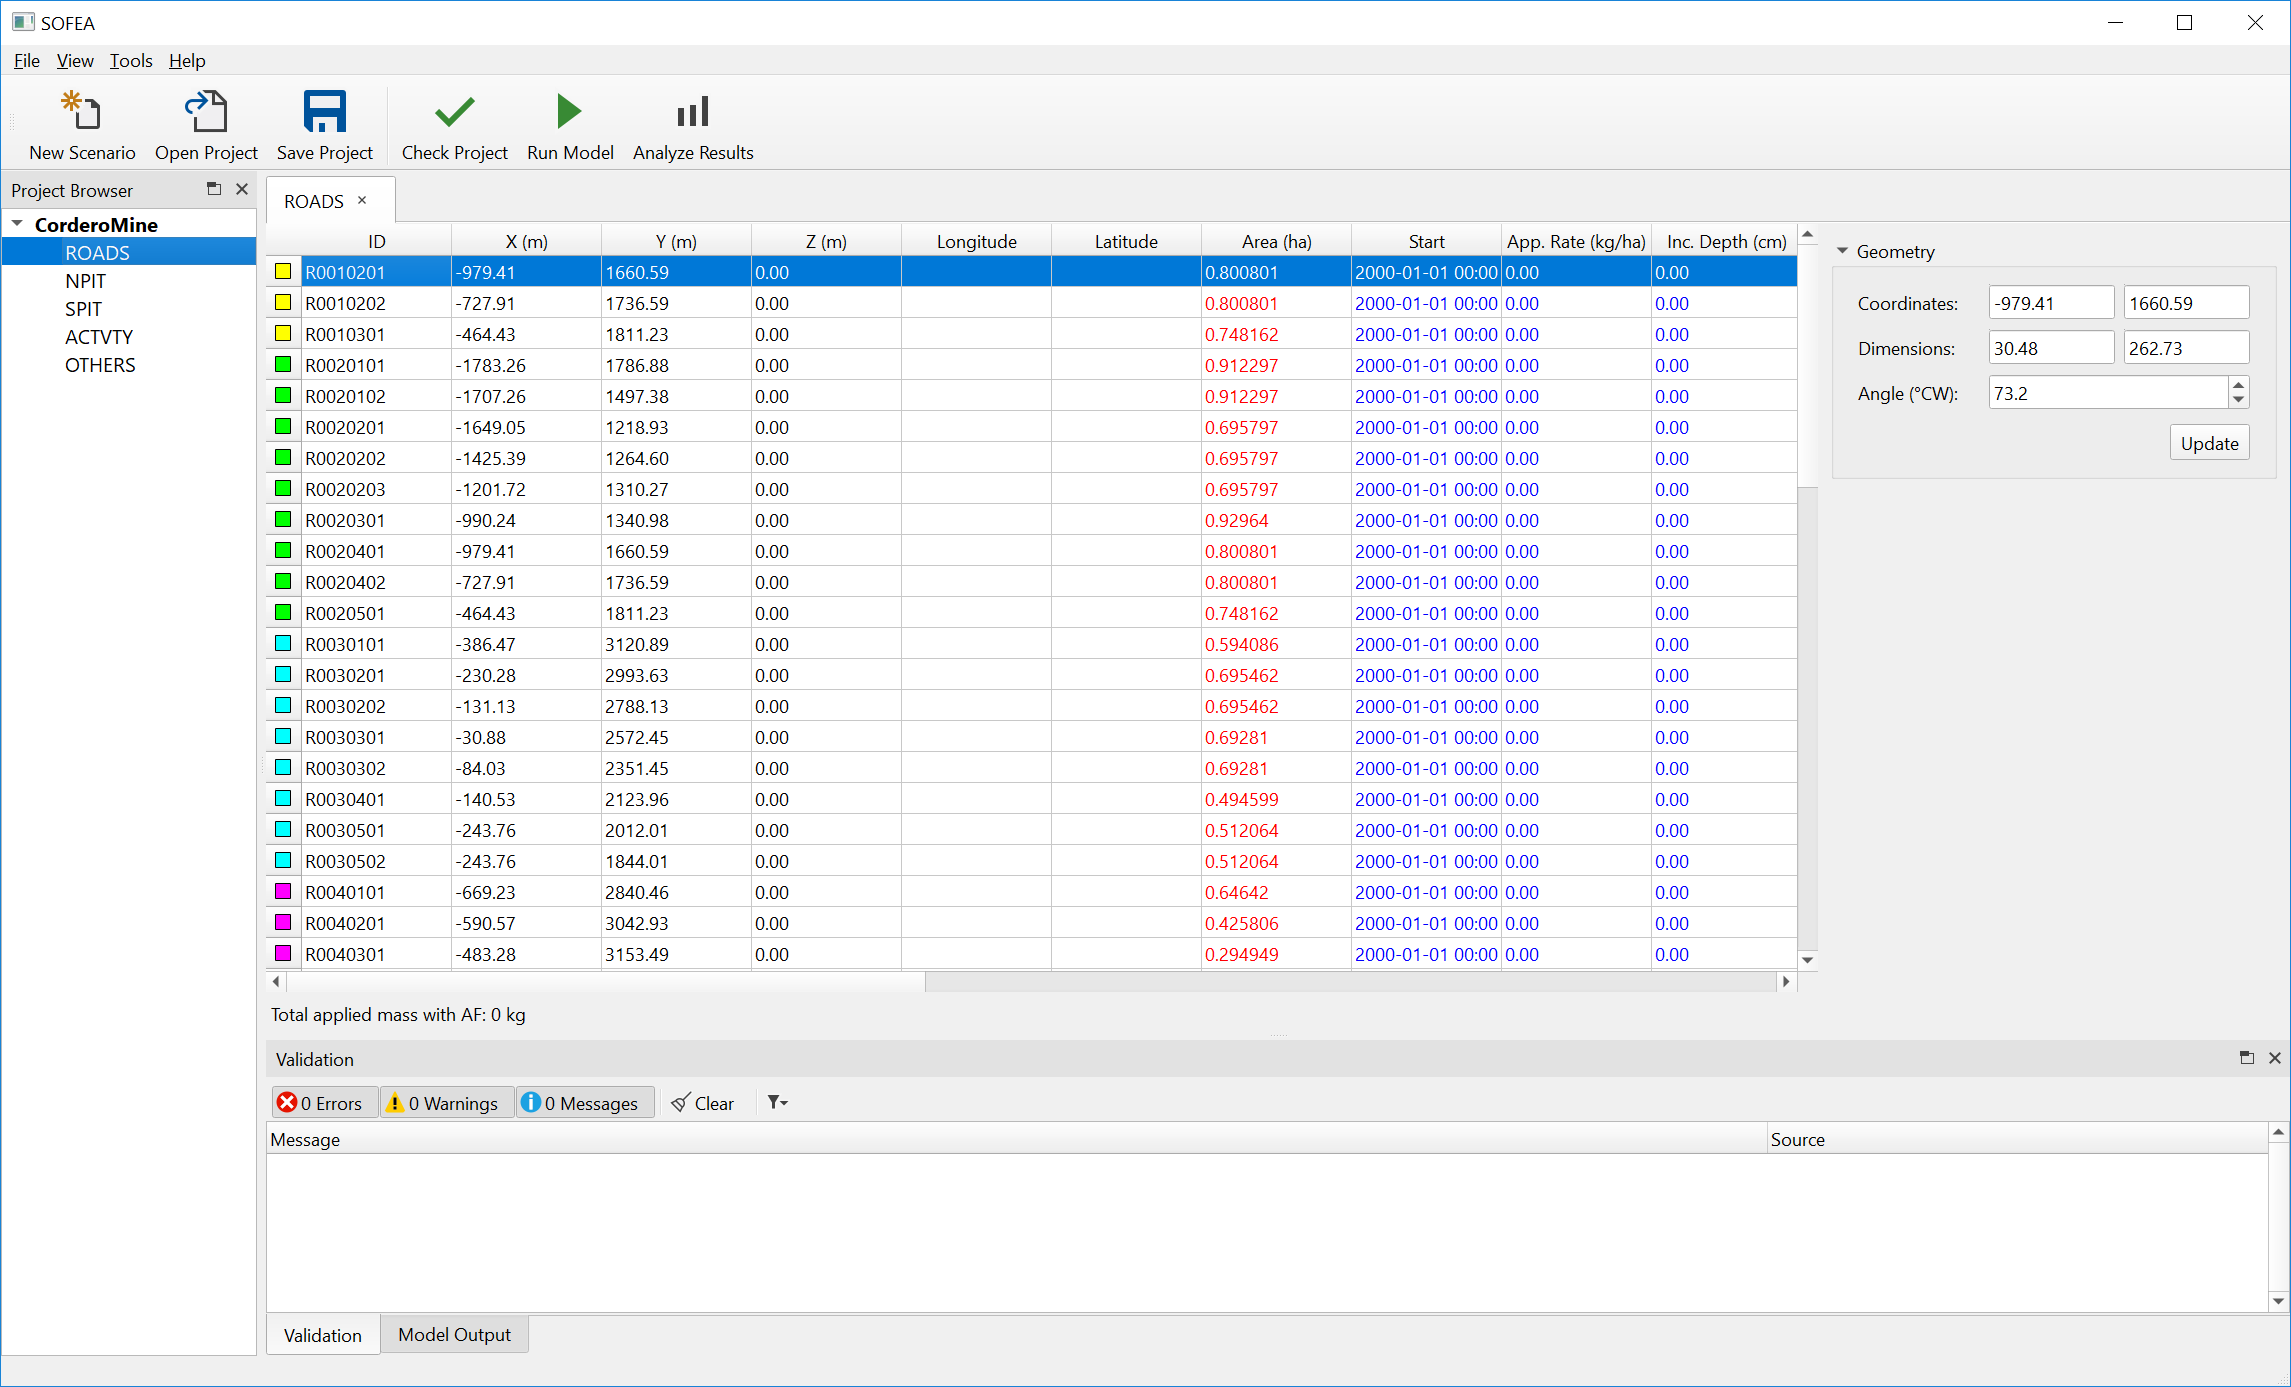 SOFEA
File View Tools Help
New Scenario Open Project Save Project Check Project Run Model Analyze Results
Project Browser
CorderoMine
ROADS
NPIT
SPIT
ACTVTY
OTHERS
ROADS
ID X (m) Y (m) Z (m) Longitude Latitude Area (ha) Start App. Rate (kg/ha) Inc. Depth (cm)
R0010201 -979.41 1660.59 0.00 0.800801 2000-01-01 00:00 0.00 0.00
R0010202 -727.91 1736.59 0.00 0.800801 2000-01-01 00:00 0.00 0.00
R0010301 -464.43 1811.23 0.00 0.748162 2000-01-01 00:00 0.00 0.00
R0020101 -1783.26 1786.88 0.00 0.912297 2000-01-01 00:00 0.00 0.00
R0020102 -1707.26 1497.38 0.00 0.912297 2000-01-01 00:00 0.00 0.00
R0020201 -1649.05 1218.93 0.00 0.695797 2000-01-01 00:00 0.00 0.00
R0020202 -1425.39 1264.60 0.00 0.695797 2000-01-01 00:00 0.00 0.00
R0020203 -1201.72 1310.27 0.00 0.695797 2000-01-01 00:00 0.00 0.00
R0020301 -990.24 1340.98 0.00 0.92964 2000-01-01 00:00 0.00 0.00
R0020401 -979.41 1660.59 0.00 0.800801 2000-01-01 00:00 0.00 0.00
R0020402 -727.91 1736.59 0.00 0.800801 2000-01-01 00:00 0.00 0.00
R0020501 -464.43 1811.23 0.00 0.748162 2000-01-01 00:00 0.00 0.00
R0030101 -386.47 3120.89 0.00 0.594086 2000-01-01 00:00 0.00 0.00
R0030201 -230.28 2993.63 0.00 0.695462 2000-01-01 00:00 0.00 0.00
R0030202 -131.13 2788.13 0.00 0.695462 2000-01-01 00:00 0.00 0.00
R0030301 -30.88 2572.45 0.00 0.69281 2000-01-01 00:00 0.00 0.00
R0030302 -84.03 2351.45 0.00 0.69281 2000-01-01 00:00 0.00 0.00
R0030401 -140.53 2123.96 0.00 0.494599 2000-01-01 00:00 0.00 0.00
R0030501 -243.76 2012.01 0.00 0.512064 2000-01-01 00:00 0.00 0.00
R0030502 -243.76 1844.01 0.00 0.512064 2000-01-01 00:00 0.00 0.00
R0040101 -669.23 2840.46 0.00 0.64642 2000-01-01 00:00 0.00 0.00
R0040201 -590.57 3042.93 0.00 0.425806 2000-01-01 00:00 0.00 0.00
R0040301 -483.28 3153.49 0.00 0.294949 2000-01-01 00:00 0.00 0.00
Total applied mass with AF: 0 kg
Geometry
Coordinates: -979.41 1660.59
Dimensions: 30.48 262.73
Angle (°CW): 73.2
Update
Validation
0 Errors 0 Warnings 0 Messages Clear
Message Source
Validation Model Output